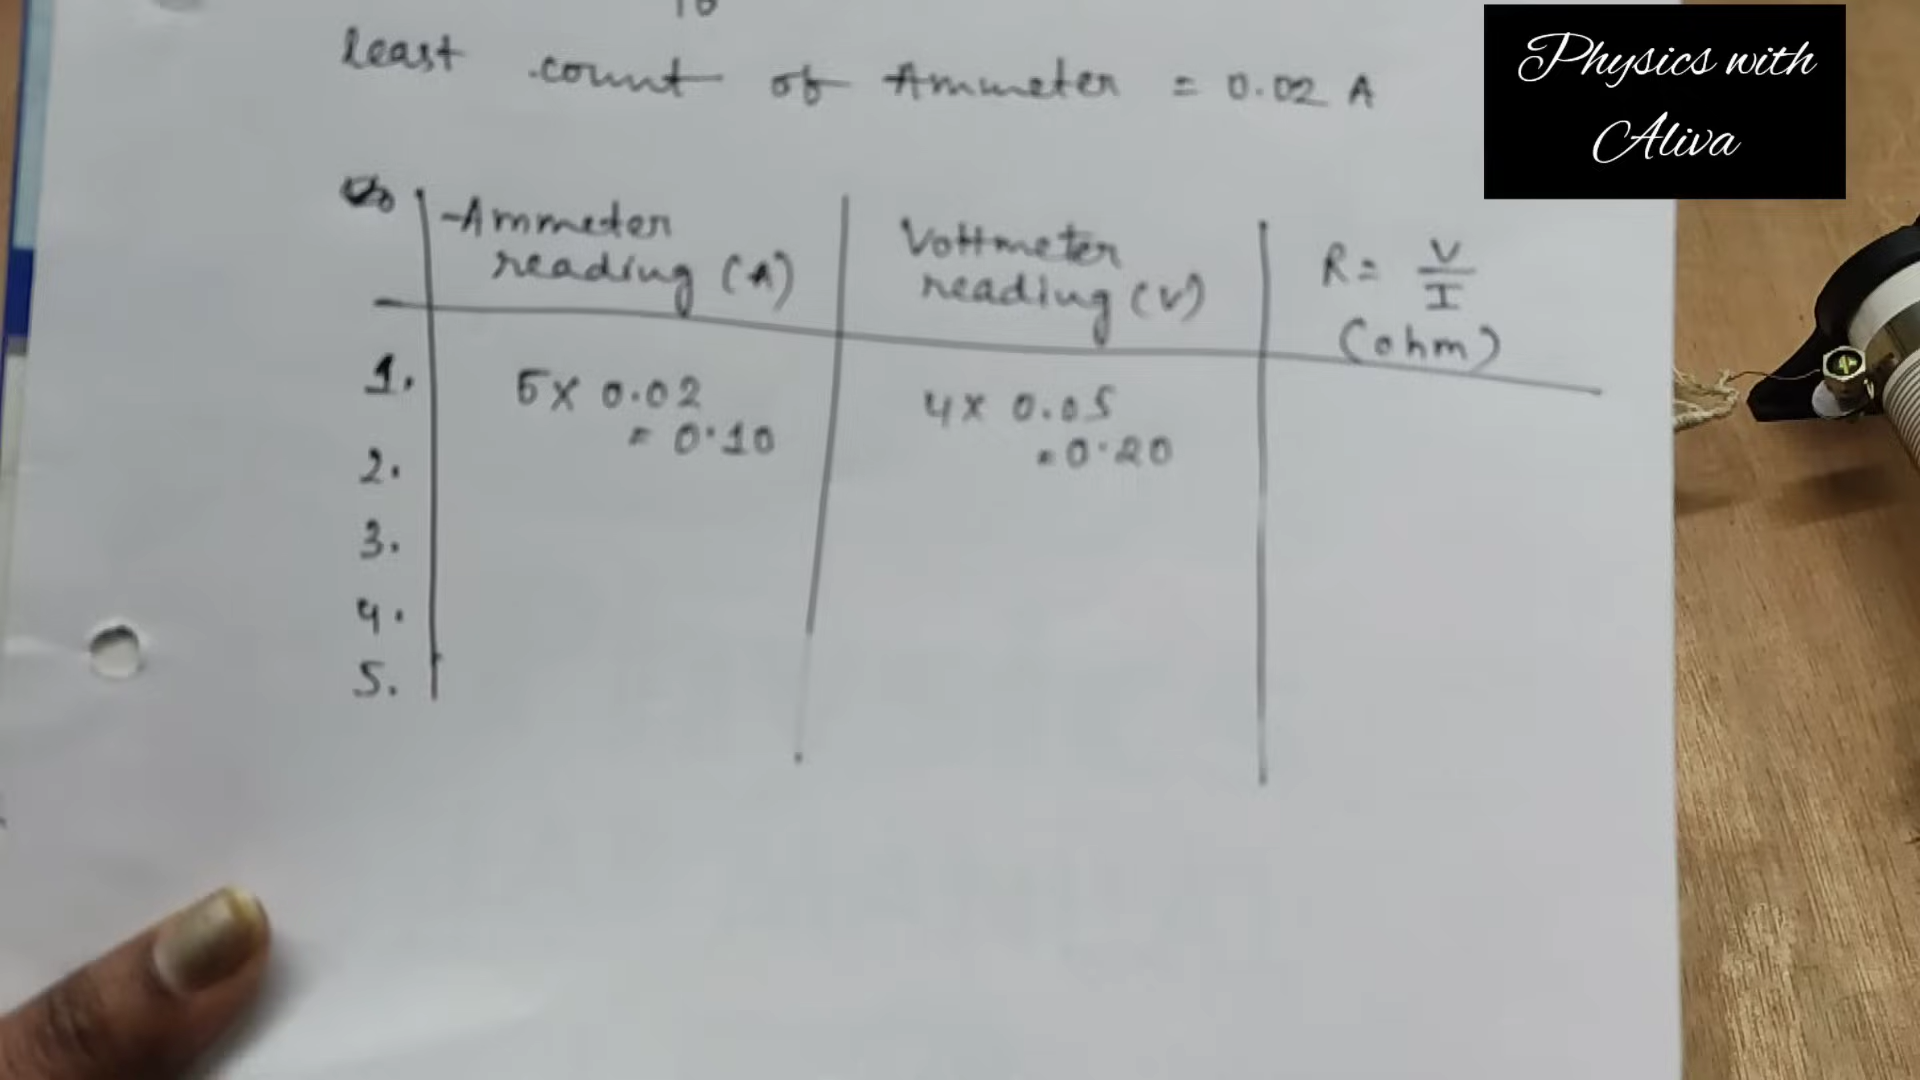 least count of Ammeter = 0.02 A
Physics with
Aliva
Ammeter
reading (A)
Voltmeter
reading (V)
R = V/I
(ohm)
1. 5 x 0.02
= 0.10
4 x 0.05
= 0.20
2.
3.
4.
5.